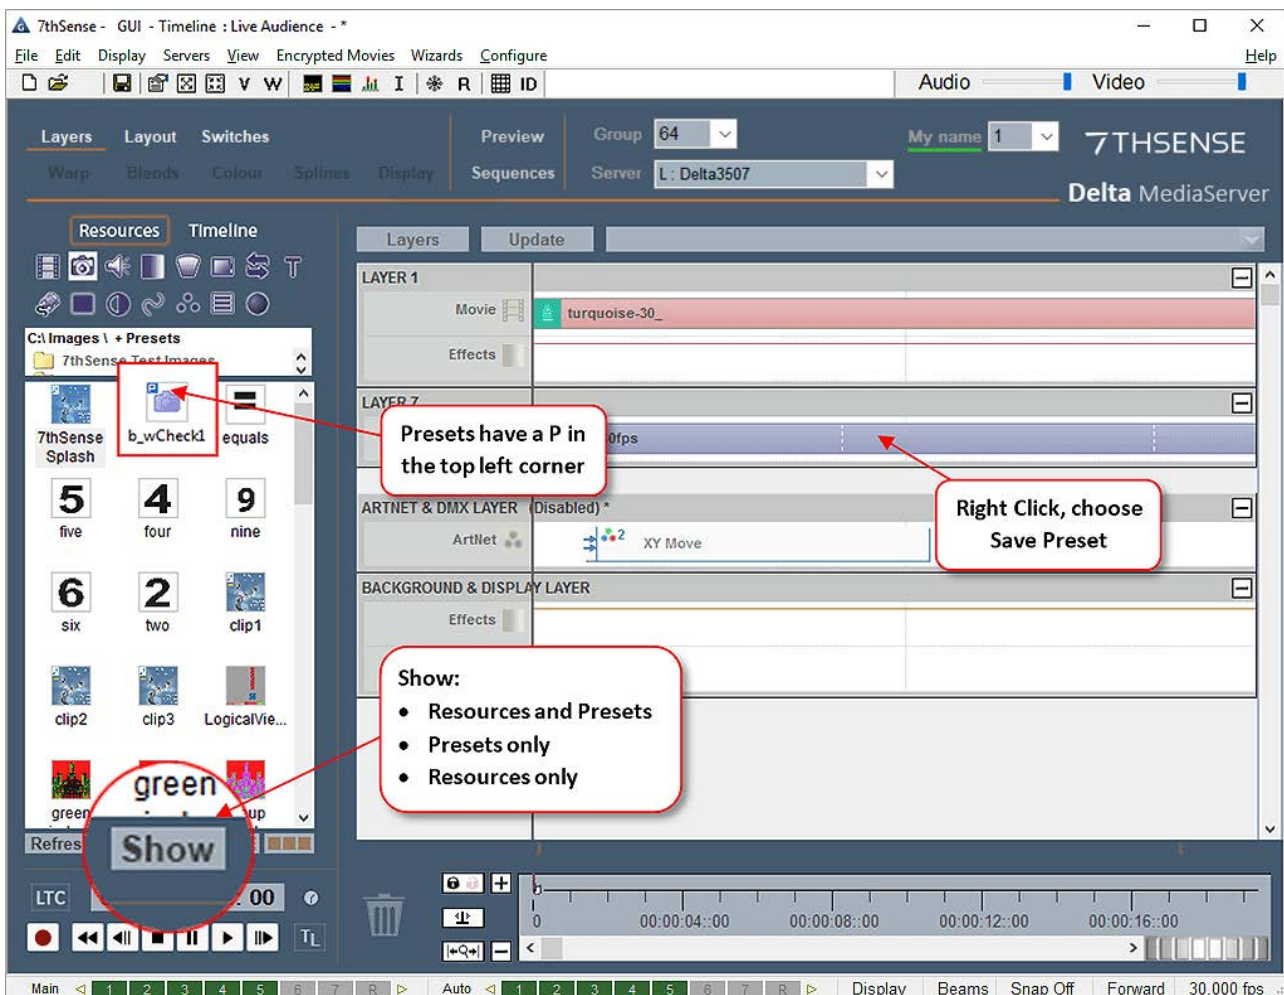 7thSense - GUI - Timeline : Live Audience - *
File Edit Display Servers View Encrypted Movies Wizards Configure Help
V W I R ID Audio Video
Layers Layout Switches Preview Group 64 My name 1 7THSENSE
Warp Blends Colour Splines Display Sequences Server L : Delta3507
Delta MediaServer
Resources Timeline
Layers Update
T
LAYER 1
Movie turquoise-30_
Effects
C:\ Images \ + Presets
7thSense Test Images
LAYER 7
P
7thSense Splash
b_wCheck1
equals
Presets have a P in
the top left corner
0fps
Right Click, choose
Save Preset
5 4 9
five four nine
ARTNET & DMX LAYER (Disabled) *
ArtNet 2 XY Move
6 2
six two clip1
BACKGROUND & DISPLAY LAYER
Effects
clip2 clip3 LogicalVie...
Show:
• Resources and Presets
• Presets only
• Resources only
green
green up
Refres
Show
LTC : 00
TL
0 00:00:04::00 00:00:08::00 00:00:12::00 00:00:16::00
Main 1 2 3 4 5 6 7 R Auto 1 2 3 4 5 6 7 R Display Beams Snap Off Forward 30.000 fps